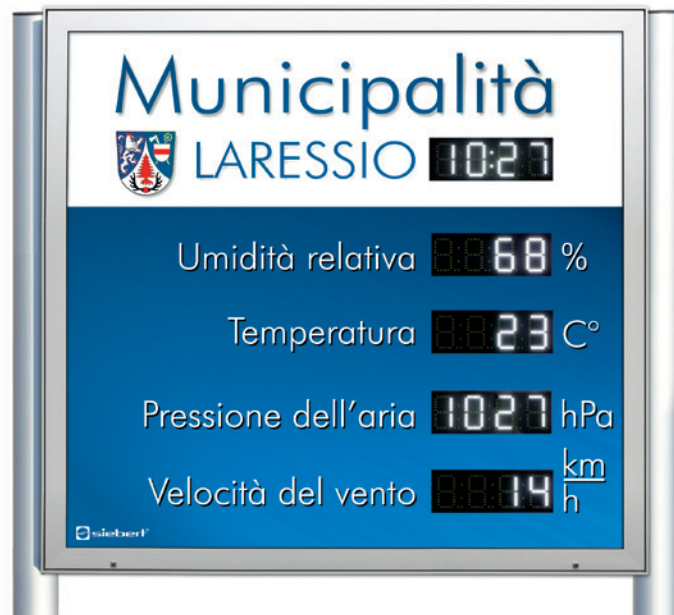 Municipalità
LARESSIO 10:27
Umidità relativa 68 %
Temperatura 23 C°
Pressione dell'aria 1027 hPa
Velocità del vento 14 km/h
siebert